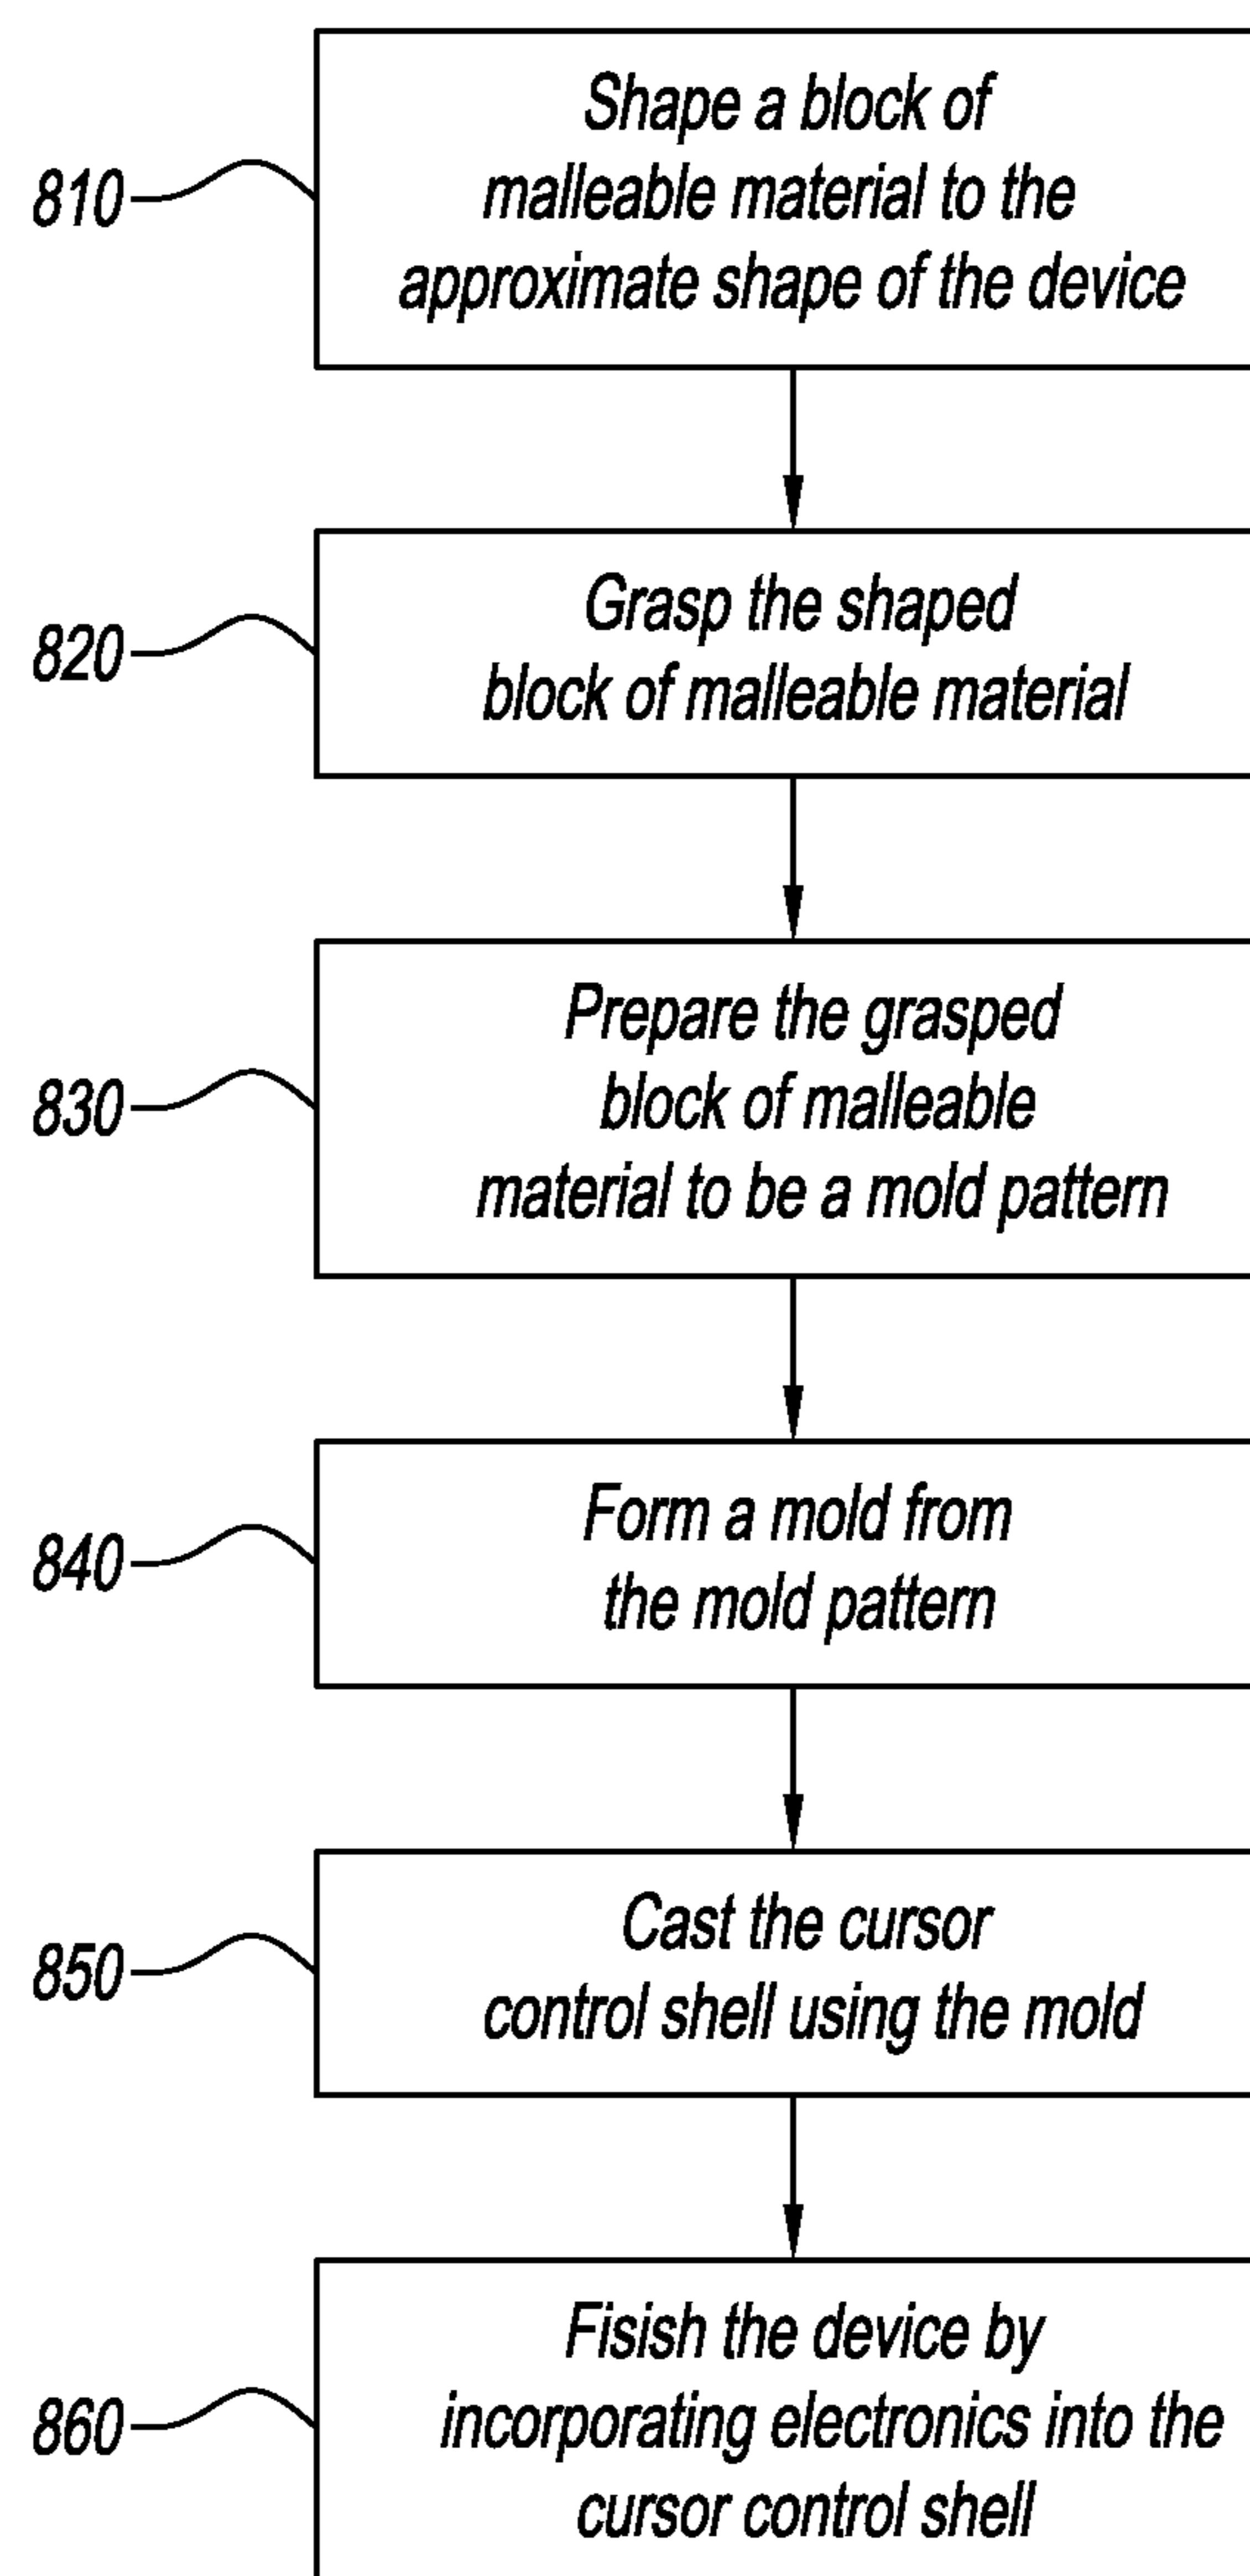 Shape a block of
malleable material to the
approximate shape of the device
810
Grasp the shaped
block of malleable material
820
Prepare the grasped
block of malleable
material to be a mold pattern
830
Form a mold from
the mold pattern
840
Cast the cursor
control shell using the mold
850
Fisish the device by
incorporating electronics into the
cursor control shell
860